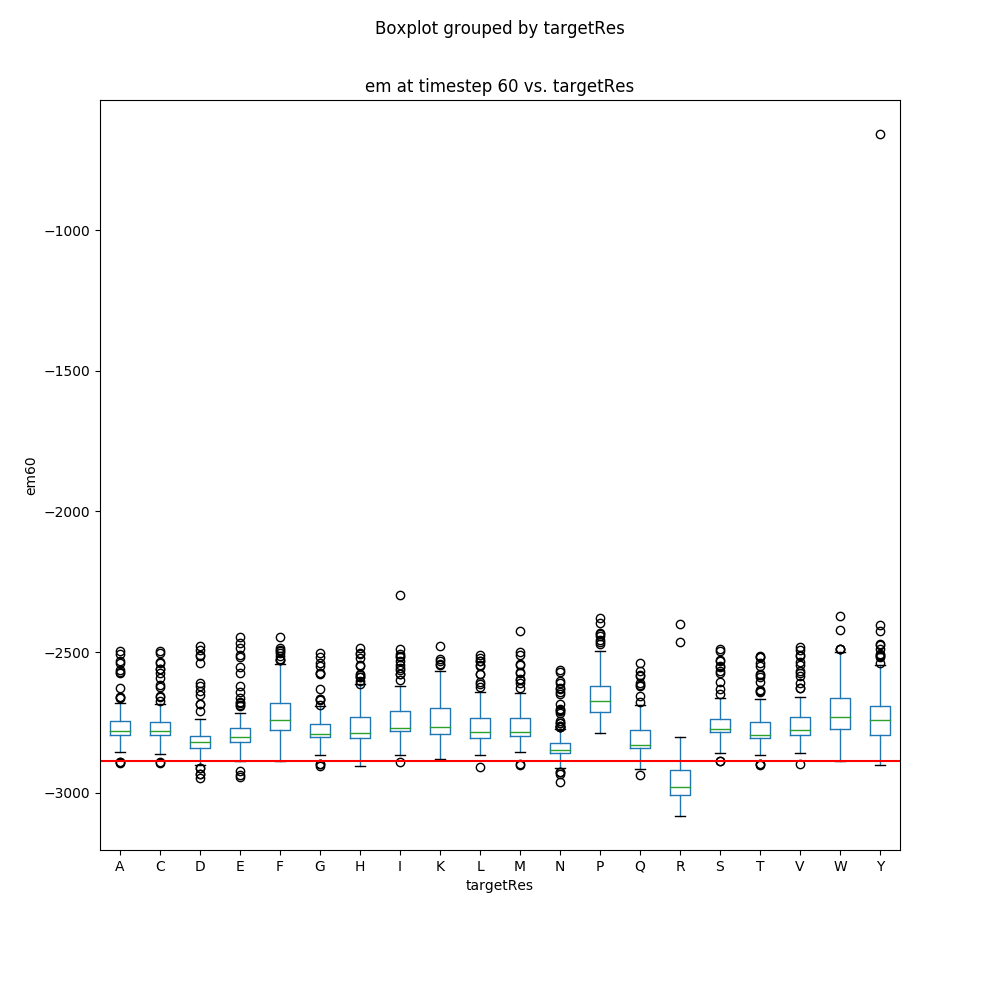 Boxplot grouped by targetRes
em at timestep 60 vs. targetRes
em60
−1000
−1500
−2000
−2500
−3000
A C D E F G H I K L M N P Q R S T V W Y
targetRes